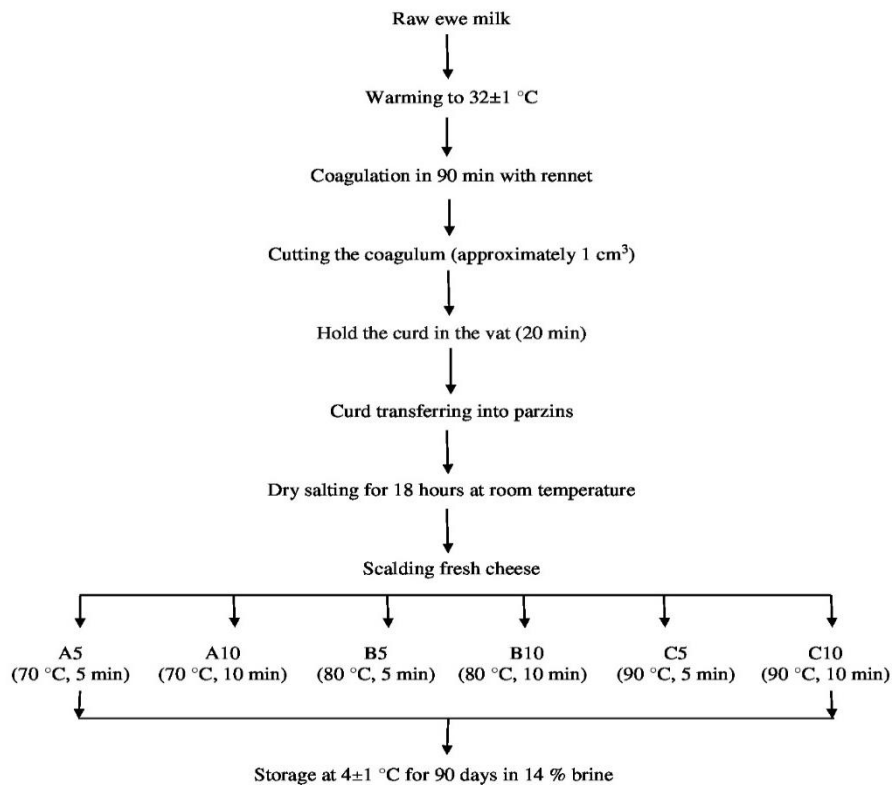 Raw ewe milk
Warming to 32±1 °C
Coagulation in 90 min with rennet
Cutting the coagulum (approximately 1 cm³)
Hold the curd in the vat (20 min)
Curd transferring into parzins
Dry salting for 18 hours at room temperature
Scalding fresh cheese
A5 A10 B5 B10 C5 C10
(70 °C, 5 min) (70 °C, 10 min) (80 °C, 5 min) (80 °C, 10 min) (90 °C, 5 min) (90 °C, 10 min)
Storage at 4±1 °C for 90 days in 14 % brine